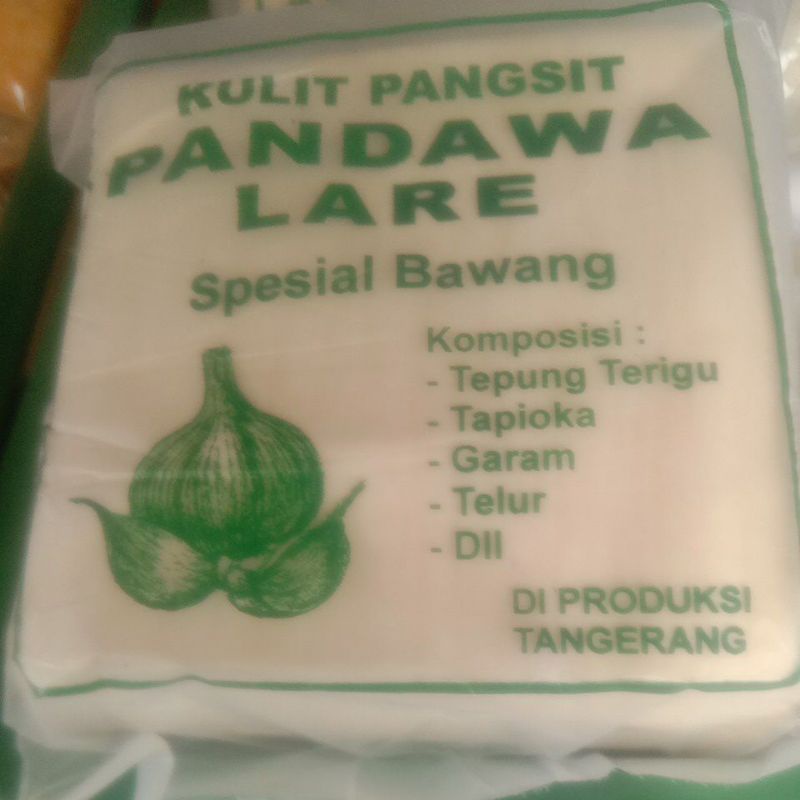 KULIT PANGSIT
PANDAWA
LARE
Spesial Bawang
Komposisi :
- Tepung Terigu
- Tapioka
- Garam
- Telur
- Dll
DI PRODUKSI
TANGERANG